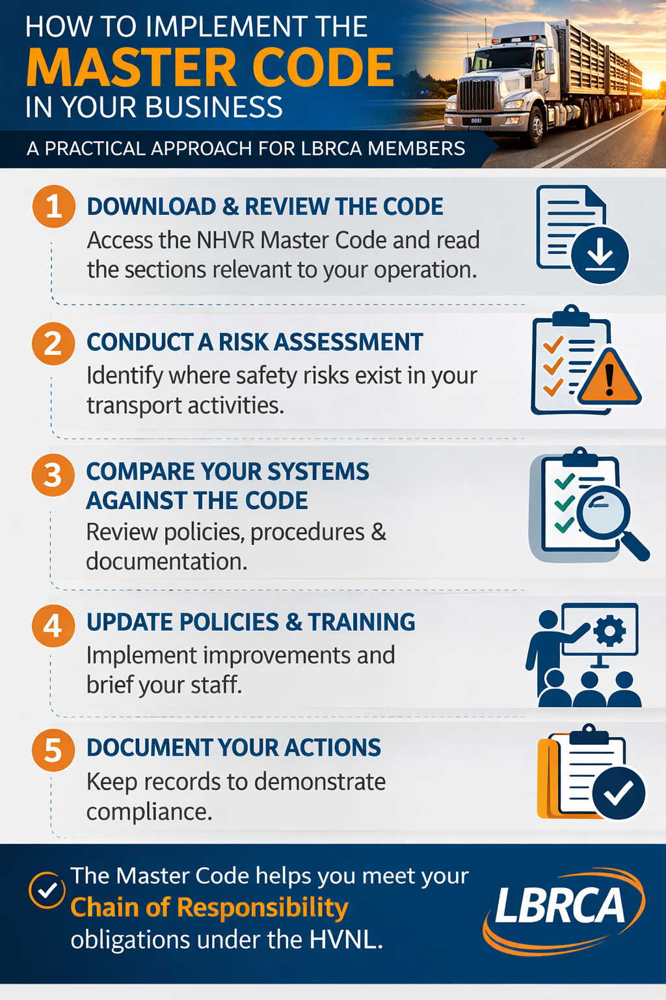 HOW TO IMPLEMENT THE
MASTER CODE
IN YOUR BUSINESS
A PRACTICAL APPROACH FOR LBRCA MEMBERS
1
DOWNLOAD & REVIEW THE CODE
Access the NHVR Master Code and read
the sections relevant to your operation.
2
CONDUCT A RISK ASSESSMENT
Identify where safety risks exist in your
transport activities.
3
COMPARE YOUR SYSTEMS
AGAINST THE CODE
Review policies, procedures &
documentation.
4
UPDATE POLICIES & TRAINING
Implement improvements and
brief your staff.
5
DOCUMENT YOUR ACTIONS
Keep records to demonstrate
compliance.
The Master Code helps you meet your
Chain of Responsibility
obligations under the HVNL.
LBRCA